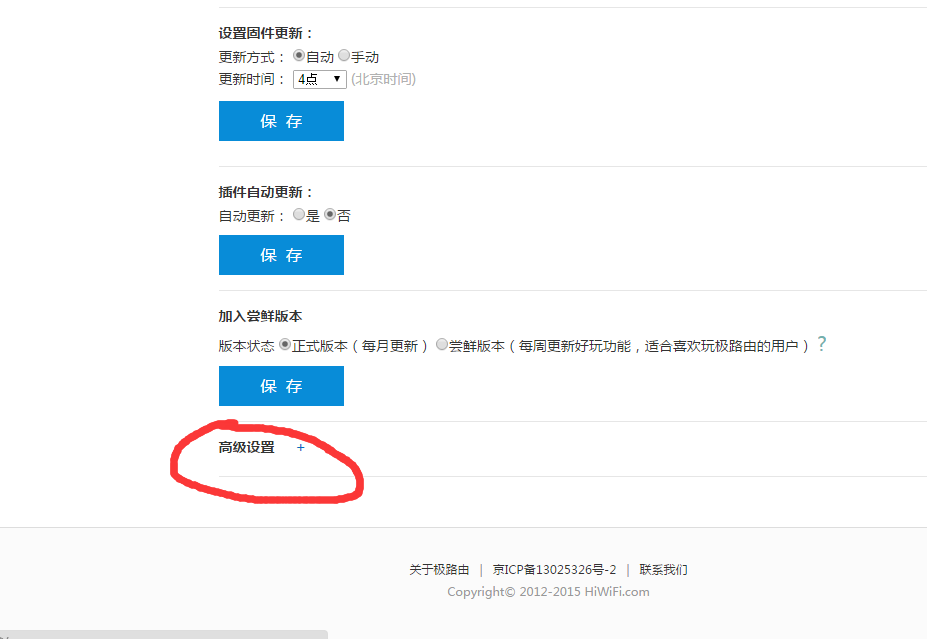 设置固件更新：
更新方式： 自动 手动
更新时间： 4点 (北京时间)
保 存
插件自动更新：
自动更新： 是 否
保 存
加入尝鲜版本
版本状态 正式版本（每月更新） 尝鲜版本（每周更新好玩功能，适合喜欢玩极路由的用户） ?
保 存
高级设置 +
关于极路由 | 京ICP备13025326号-2 | 联系我们
Copyright© 2012-2015 HiWiFi.com